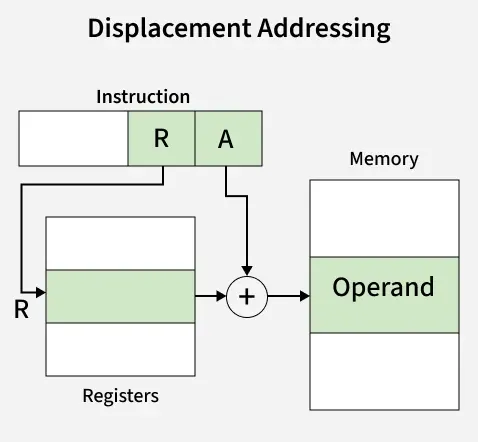 Displacement Addressing
Instruction
R A
Memory
Operand
+
R
Registers